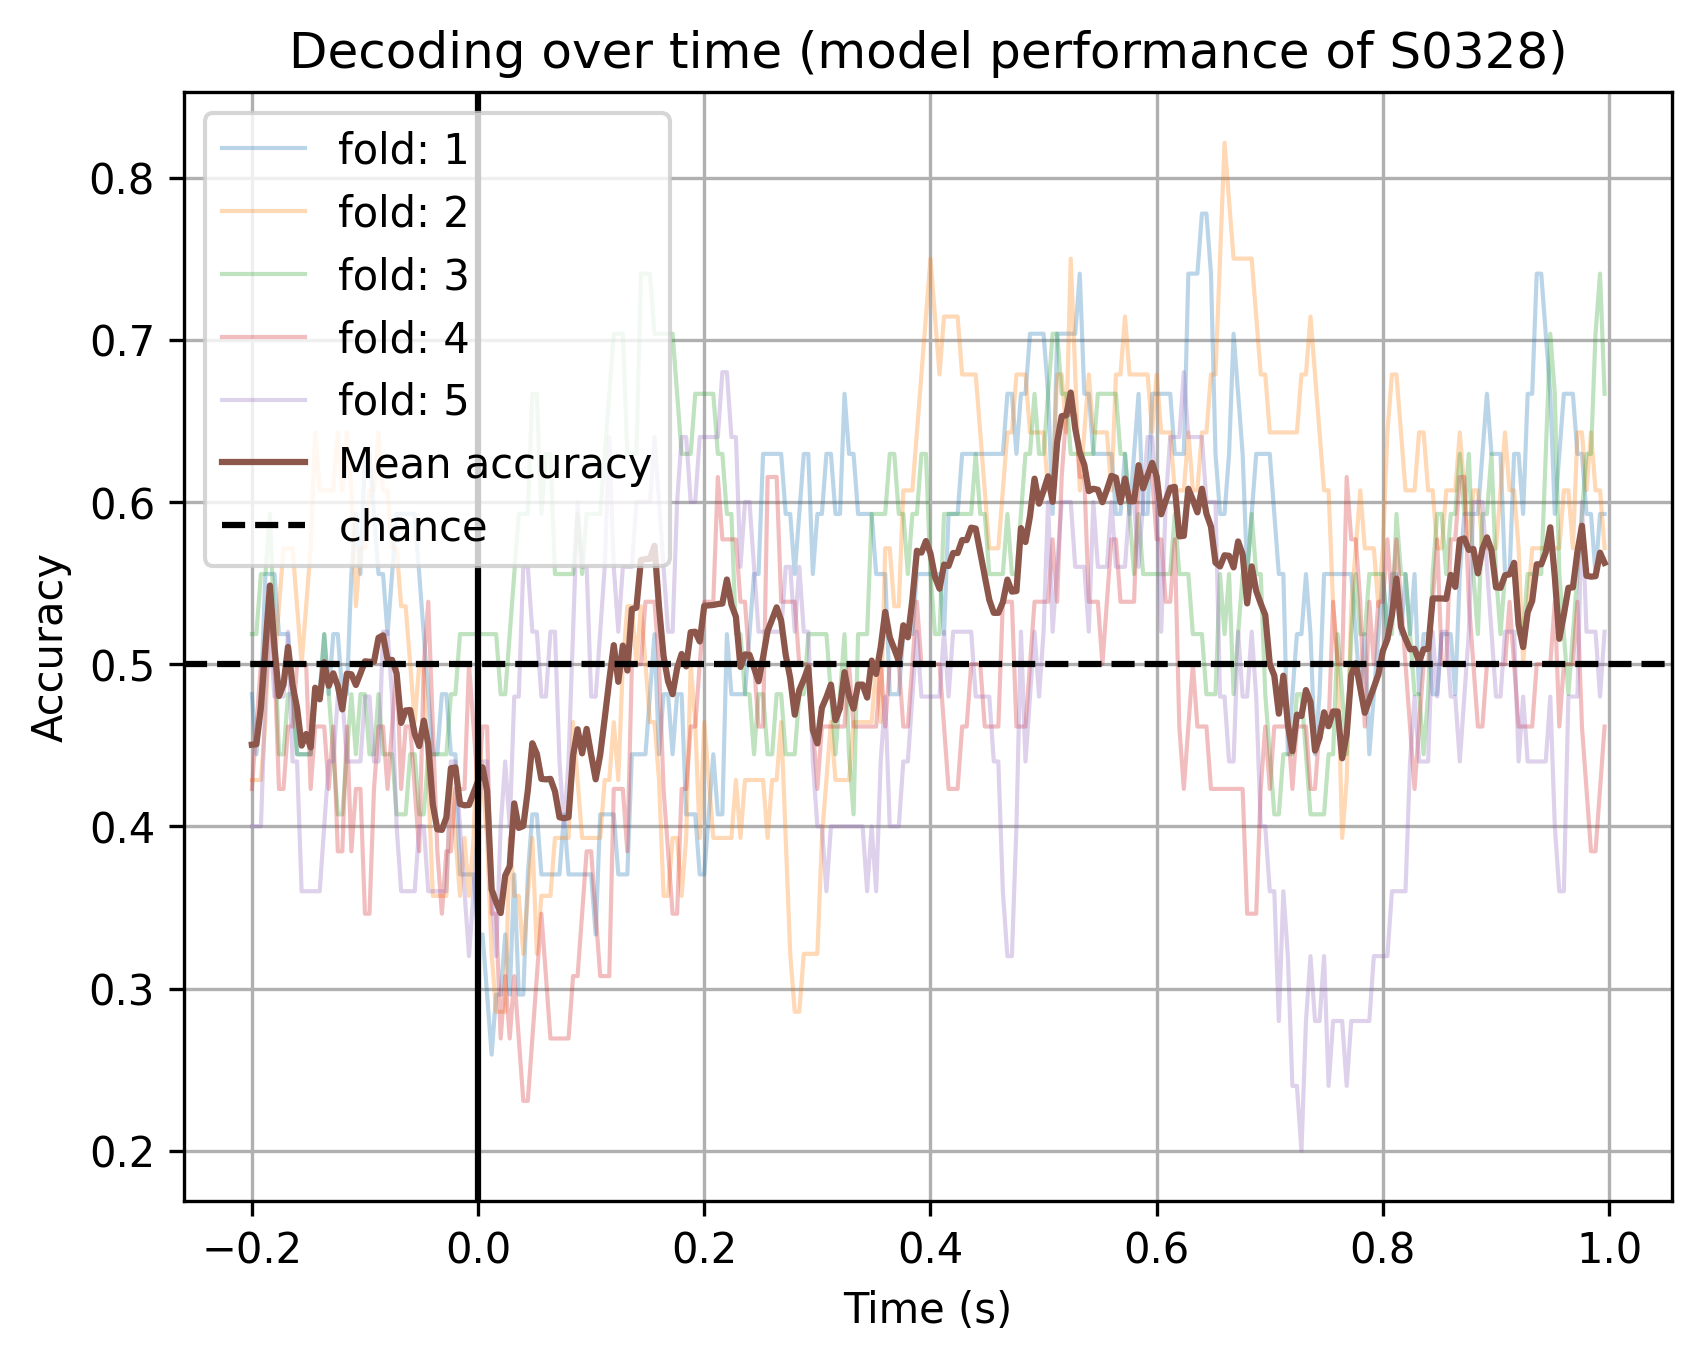 Decoding over time (model performance of S0328)
fold: 1
fold: 2
fold: 3
fold: 4
fold: 5
Mean accuracy
chance
Accuracy
0.8
0.7
0.6
0.5
0.4
0.3
0.2
−0.2 0.0 0.2 0.4 0.6 0.8 1.0
Time (s)